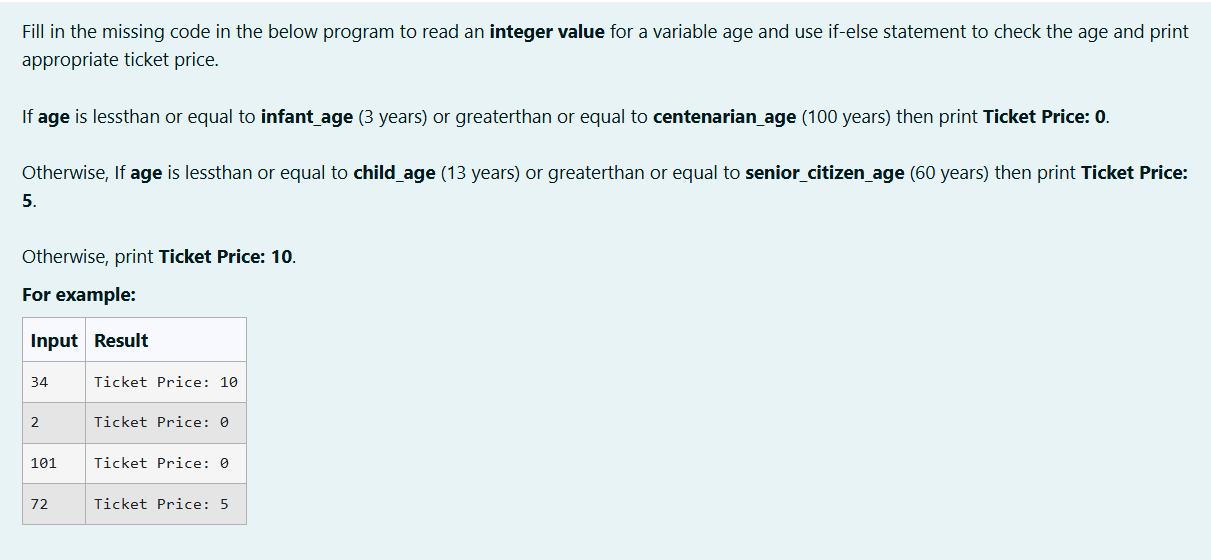 Fill in the missing code in the below program to read an integer value for a variable age and use if-else statement to check the age and print
appropriate ticket price.
If age is lessthan or equal to infant_age (3 years) or greaterthan or equal to centenarian_age (100 years) then print Ticket Price: 0.
Otherwise, If age is lessthan or equal to child_age (13 years) or greaterthan or equal to senior_citizen_age (60 years) then print Ticket Price:
5.
Otherwise, print Ticket Price: 10.
For example:
Input Result
34 Ticket Price: 10
2 Ticket Price: 0
101 Ticket Price: 0
72 Ticket Price: 5